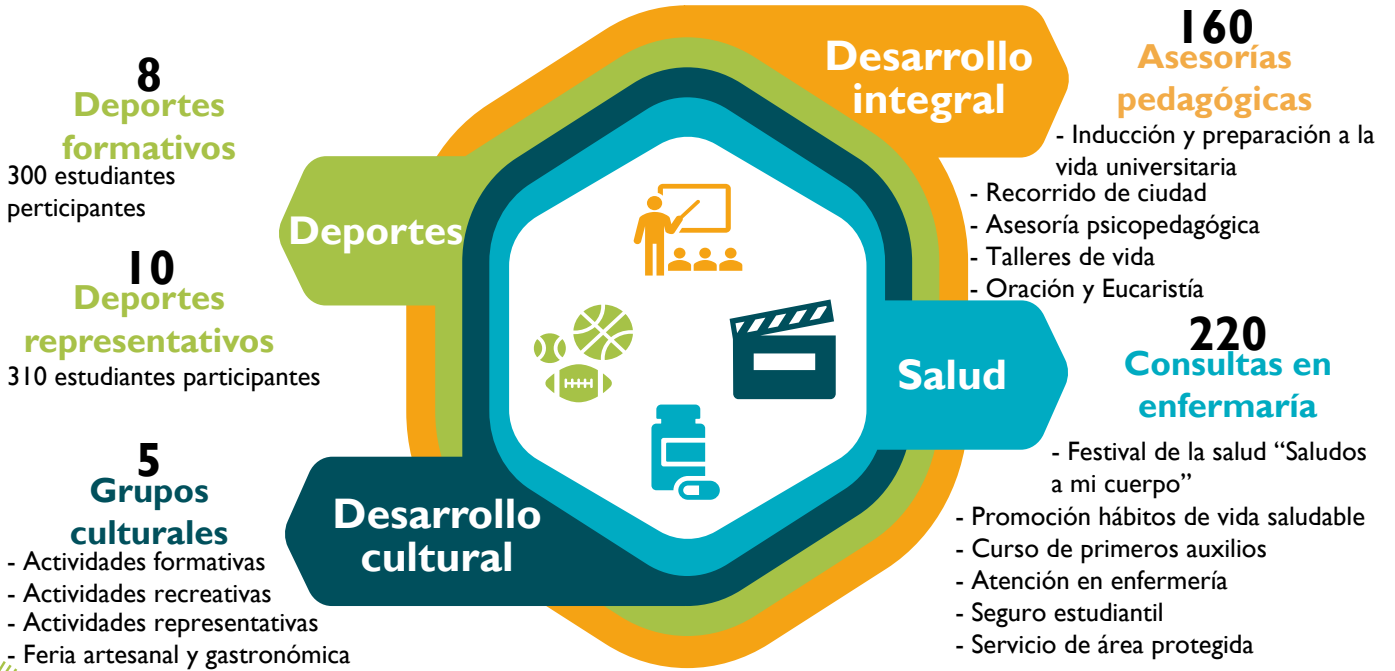 8
Deportes
formativos
300 estudiantes
perticipantes
10
Deportes
representativos
310 estudiantes participantes
5
Grupos
culturales
- Actividades formativas
- Actividades recreativas
- Actividades representativas
- Feria artesanal y gastronómica
Deportes
Desarrollo
cultural
Desarrollo
integral
Salud
160
Asesorías
pedagógicas
- Inducción y preparación a la
vida universitaria
- Recorrido de ciudad
- Asesoría psicopedagógica
- Talleres de vida
- Oración y Eucaristía
220
Consultas en
enfermaría
- Festival de la salud “Saludos
a mi cuerpo”
- Promoción hábitos de vida saludable
- Curso de primeros auxilios
- Atención en enfermería
- Seguro estudiantil
- Servicio de área protegida